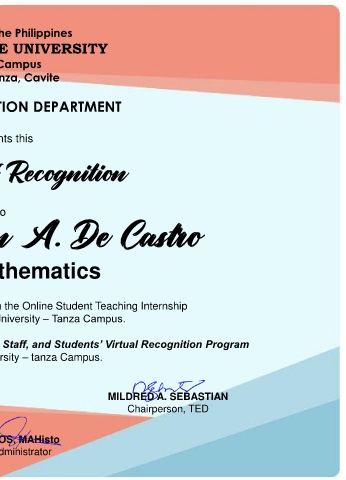 he Philippines
E UNIVERSITY
Campus
nza, Cavite
TION DEPARTMENT
nts this
f Recognition
o
n A. De Castro
thematics
n the Online Student Teaching Internship
University – Tanza Campus.
Staff, and Students’ Virtual Recognition Program
rsity – tanza Campus.
MILDRED A. SEBASTIAN
Chairperson, TED
OS, MAHisto
dministrator